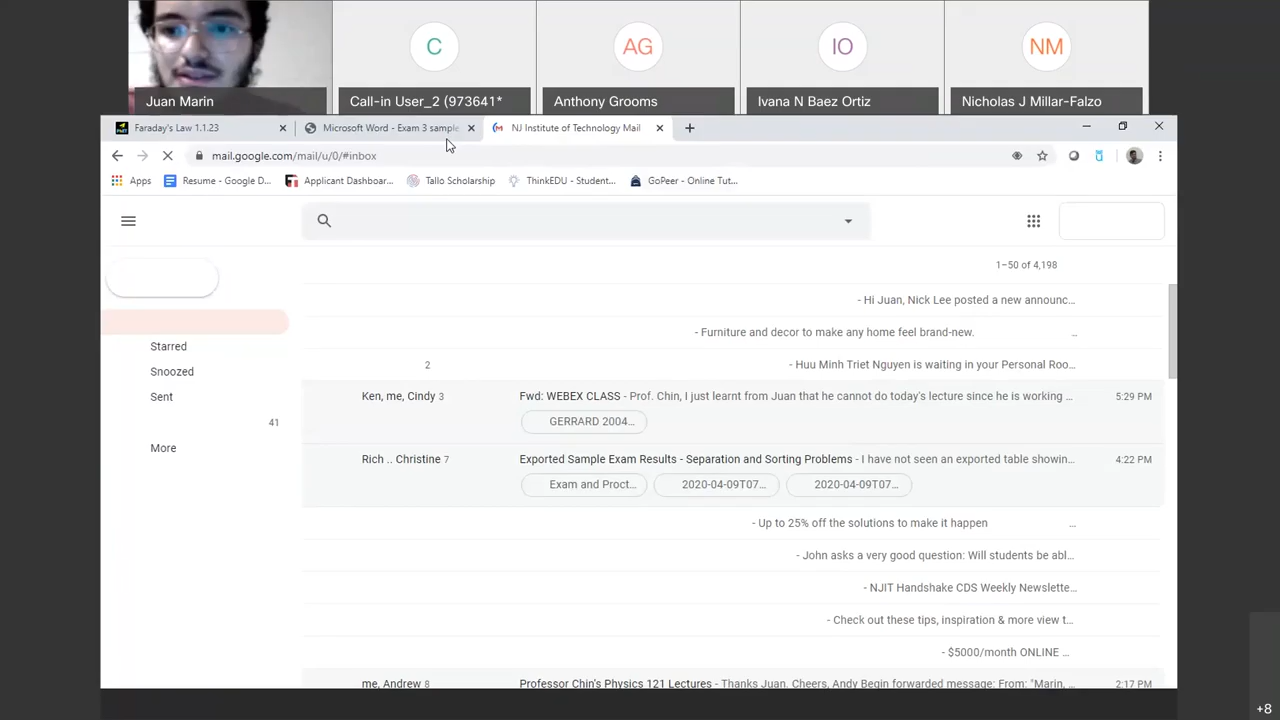 C
AG
IO
NM
Juan Marin
Call-in User_2 (973641*
Anthony Grooms
Ivana N Baez Ortiz
Nicholas J Millar-Falzo
Faraday's Law 1.1.23
Microsoft Word - Exam 3 sample
NJ Institute of Technology Mail
mail.google.com/mail/u/0/#inbox
Apps
Resume - Google D...
Applicant Dashboar...
Tallo Scholarship
ThinkEDU - Student...
GoPeer - Online Tut...
1–50 of 4,198
- Hi Juan, Nick Lee posted a new announc...
- Furniture and decor to make any home feel brand-new. ...
Starred
2 - Huu Minh Triet Nguyen is waiting in your Personal Roo...
Snoozed
Sent
Ken, me, Cindy 3 Fwd: WEBEX CLASS - Prof. Chin, I just learnt from Juan that he cannot do today's lecture since he is working ... 5:29 PM
GERRARD 2004...
41
More
Rich .. Christine 7 Exported Sample Exam Results - Separation and Sorting Problems - I have not seen an exported table showin... 4:22 PM
Exam and Proct... 2020-04-09T07... 2020-04-09T07...
- Up to 25% off the solutions to make it happen ...
- John asks a very good question: Will students be abl...
- NJIT Handshake CDS Weekly Newslette...
- Check out these tips, inspiration & more view t...
- $5000/month ONLINE ...
me, Andrew 8 Professor Chin's Physics 121 Lectures - Thanks Juan. Cheers, Andy Begin forwarded message: From: "Marin, ... 2:17 PM
+8